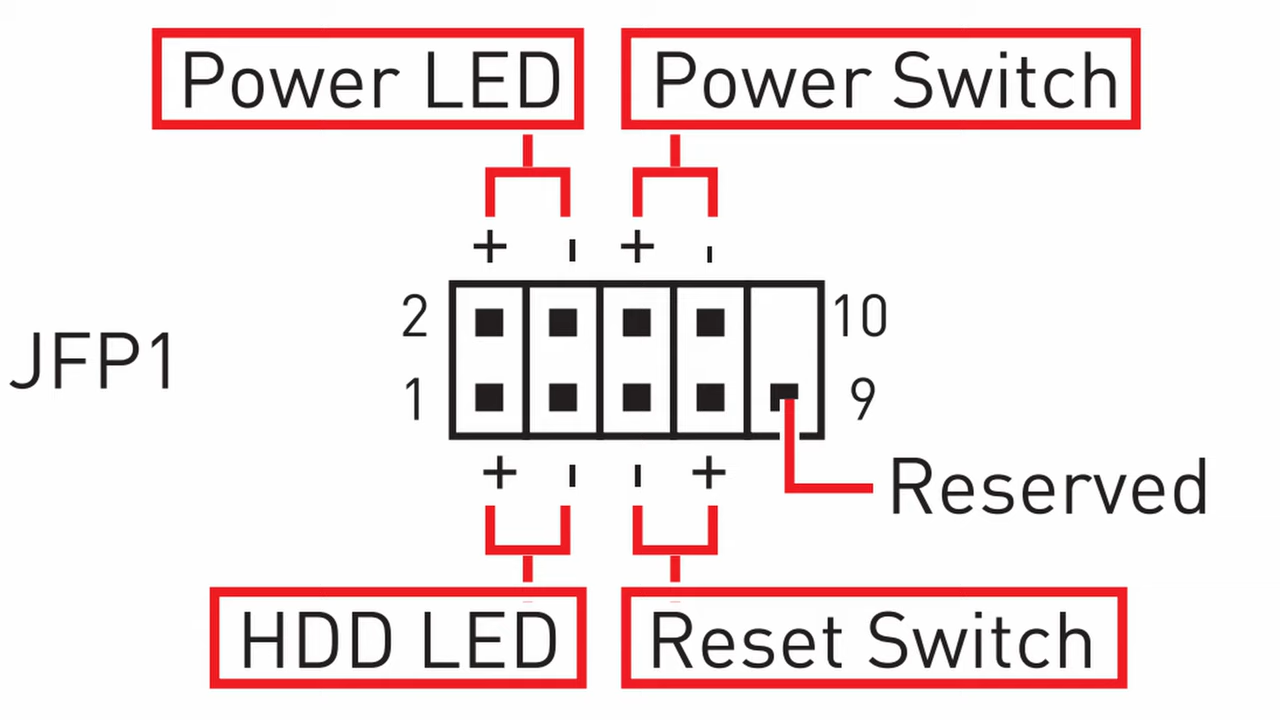 Power LED Power Switch
+ - + -
2 10
JFP1
1 9
+ - - +
Reserved
HDD LED Reset Switch